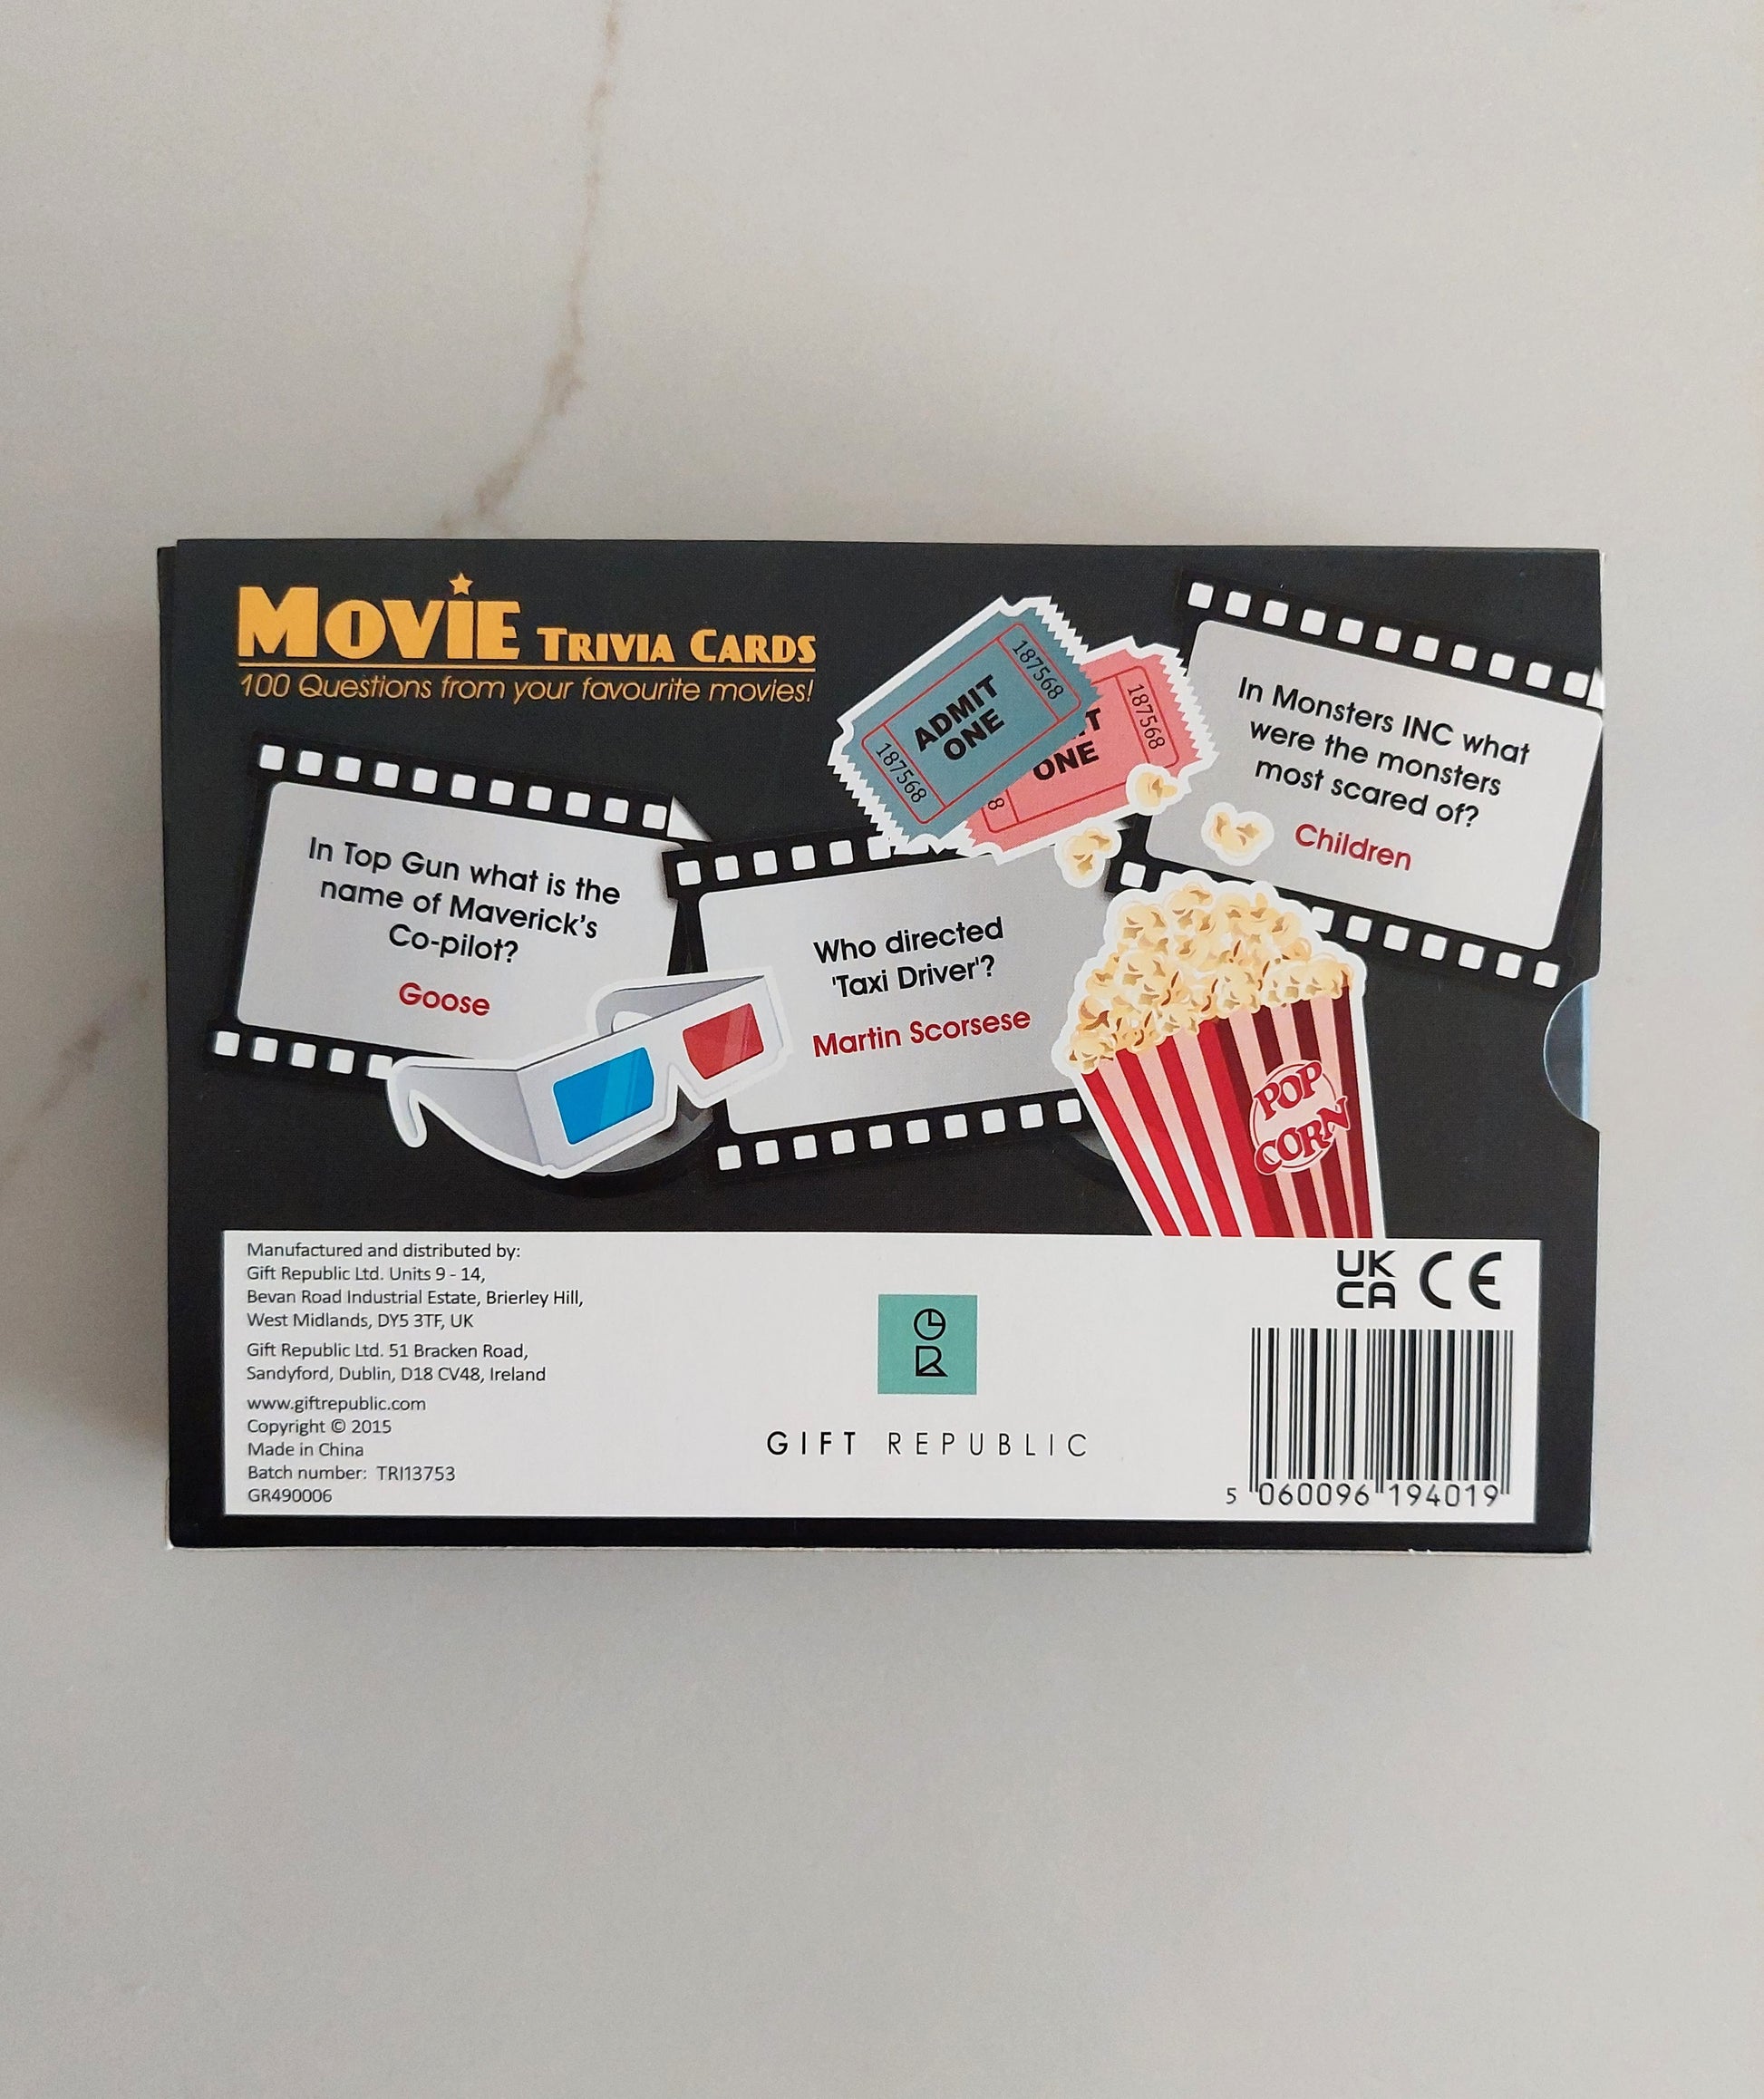 MOVIE TRIVIA CARDS
100 Questions from your favourite movies!
ADMIT
ONE
187568
187568
ONE
187568
8
In Monsters INC what
were the monsters
most scared of?
Children
In Top Gun what is the
name of Maverick's
Co-pilot?
Goose
Who directed
'Taxi Driver'?
Martin Scorsese
POP
CORN
Manufactured and distributed by:
Gift Republic Ltd. Units 9 - 14,
Bevan Road Industrial Estate, Brierley Hill,
West Midlands, DY5 3TF, UK
Gift Republic Ltd. 51 Bracken Road,
Sandyford, Dublin, D18 CV48, Ireland
www.giftrepublic.com
Copyright © 2015
Made in China
Batch number: TRI13753
GR490006
GR
GIFT REPUBLIC
UK
CA CE
5 060096 194019